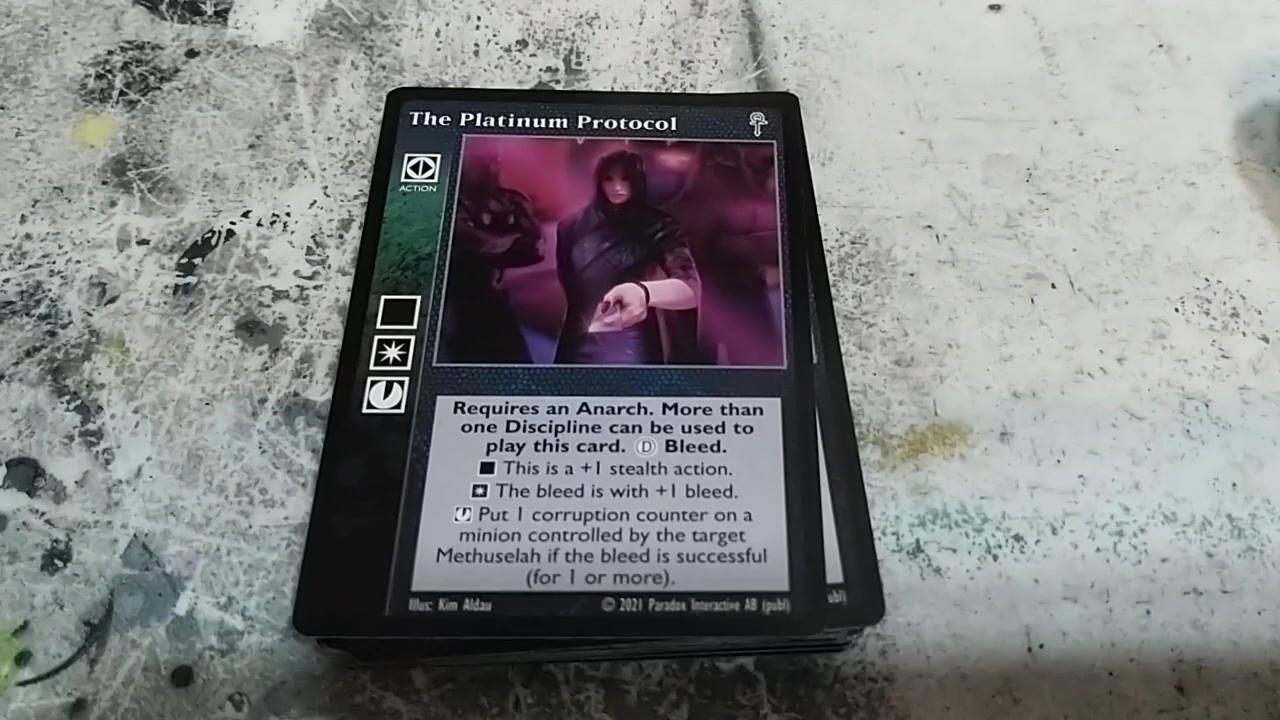 The Platinum Protocol
ACTION
Requires an Anarch. More than
one Discipline can be used to
play this card. D Bleed.
This is a +1 stealth action.
The bleed is with +1 bleed.
Put 1 corruption counter on a
minion controlled by the target
Methuselah if the bleed is successful
(for 1 or more).
Illus: Kim Aldau
© 2021 Paradox Interactive AB (publ)
ubl)